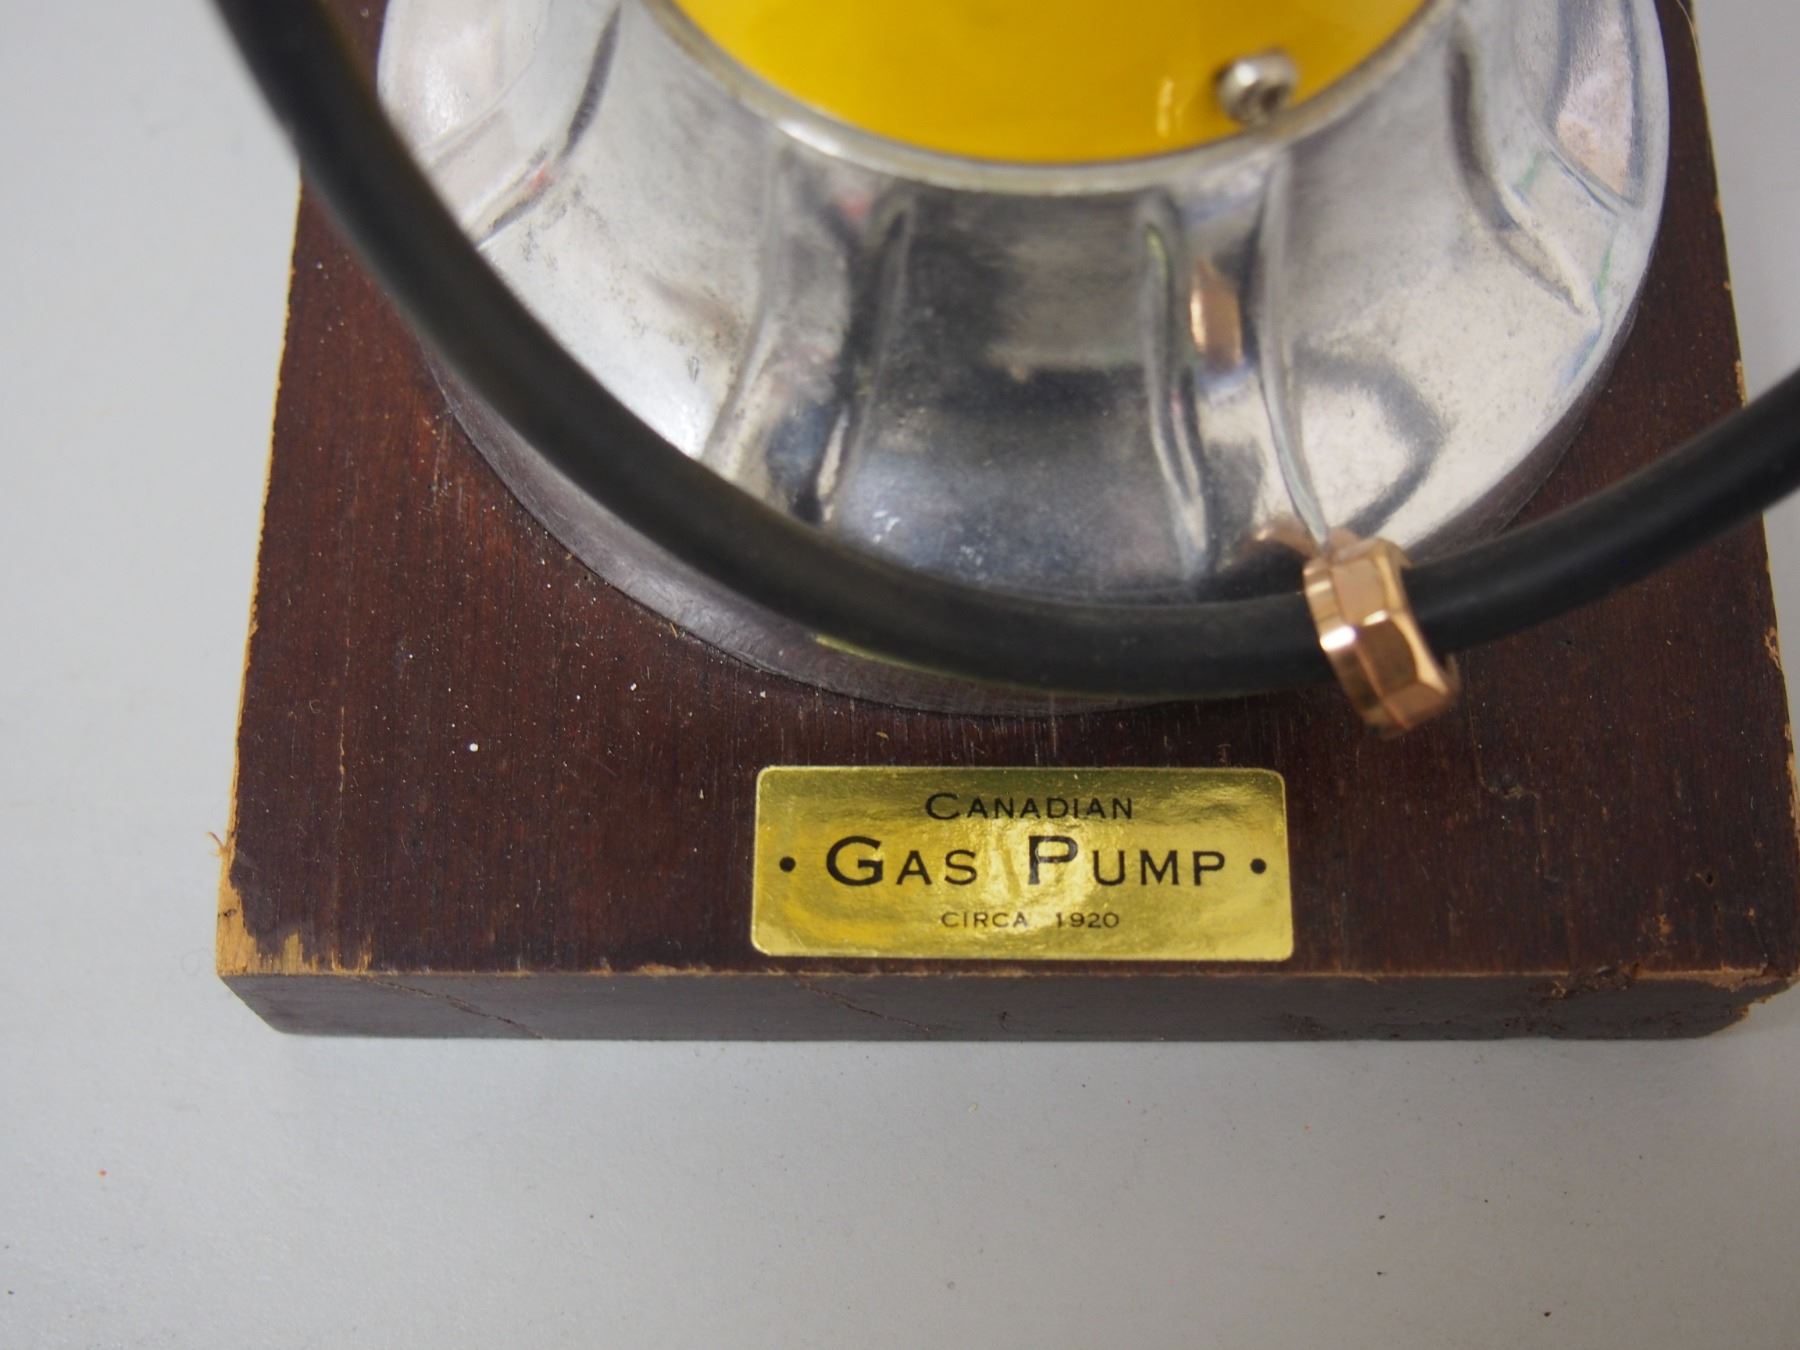 CANADIAN
• GAS PUMP •
CIRCA 1920